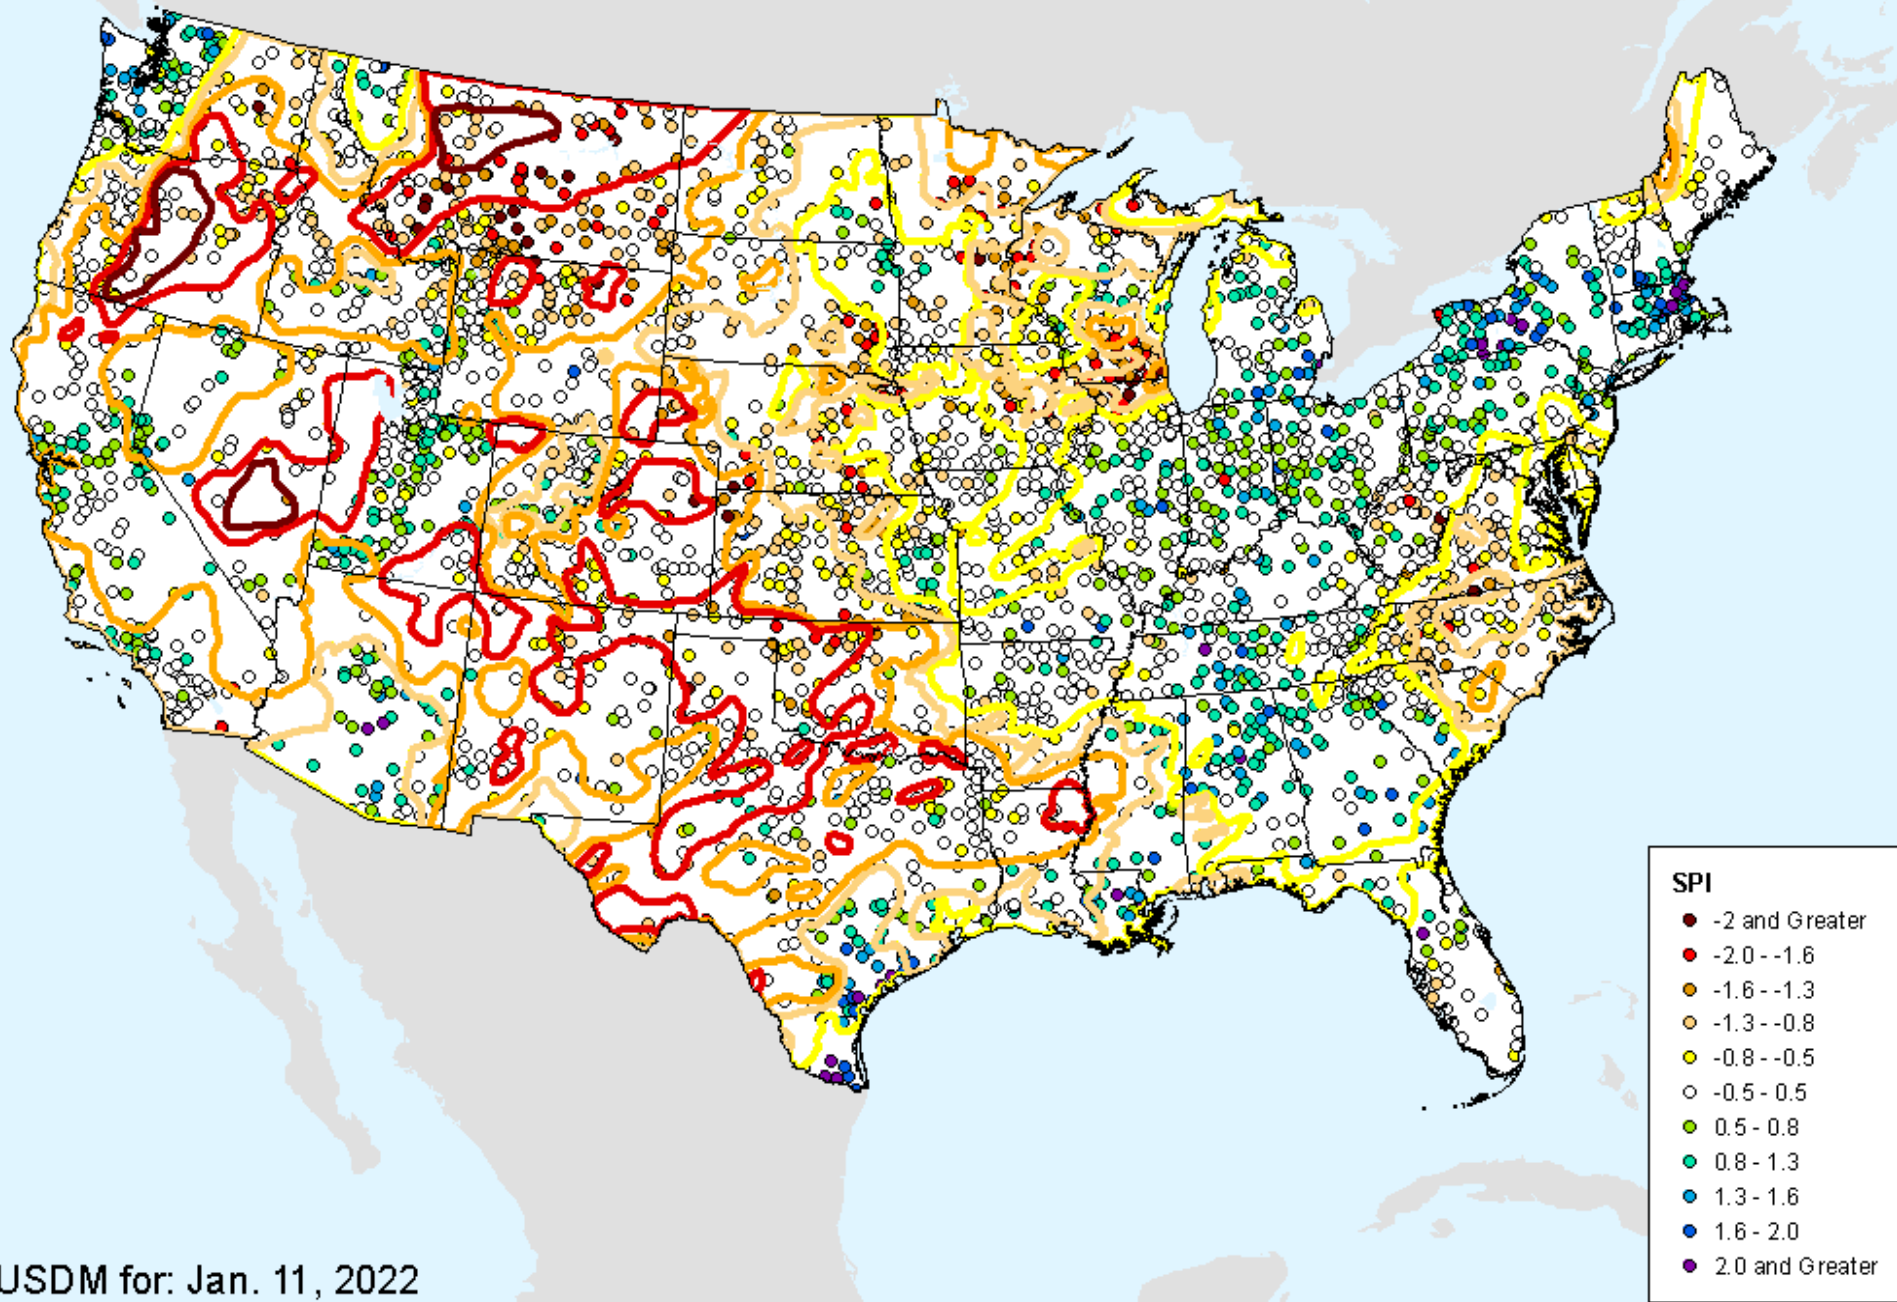 SPI
-2 and Greater
-2.0 - -1.6
-1.6 - -1.3
-1.3 - -0.8
-0.8 - -0.5
-0.5 - 0.5
0.5 - 0.8
0.8 - 1.3
1.3 - 1.6
1.6 - 2.0
2.0 and Greater
USDM for: Jan. 11, 2022